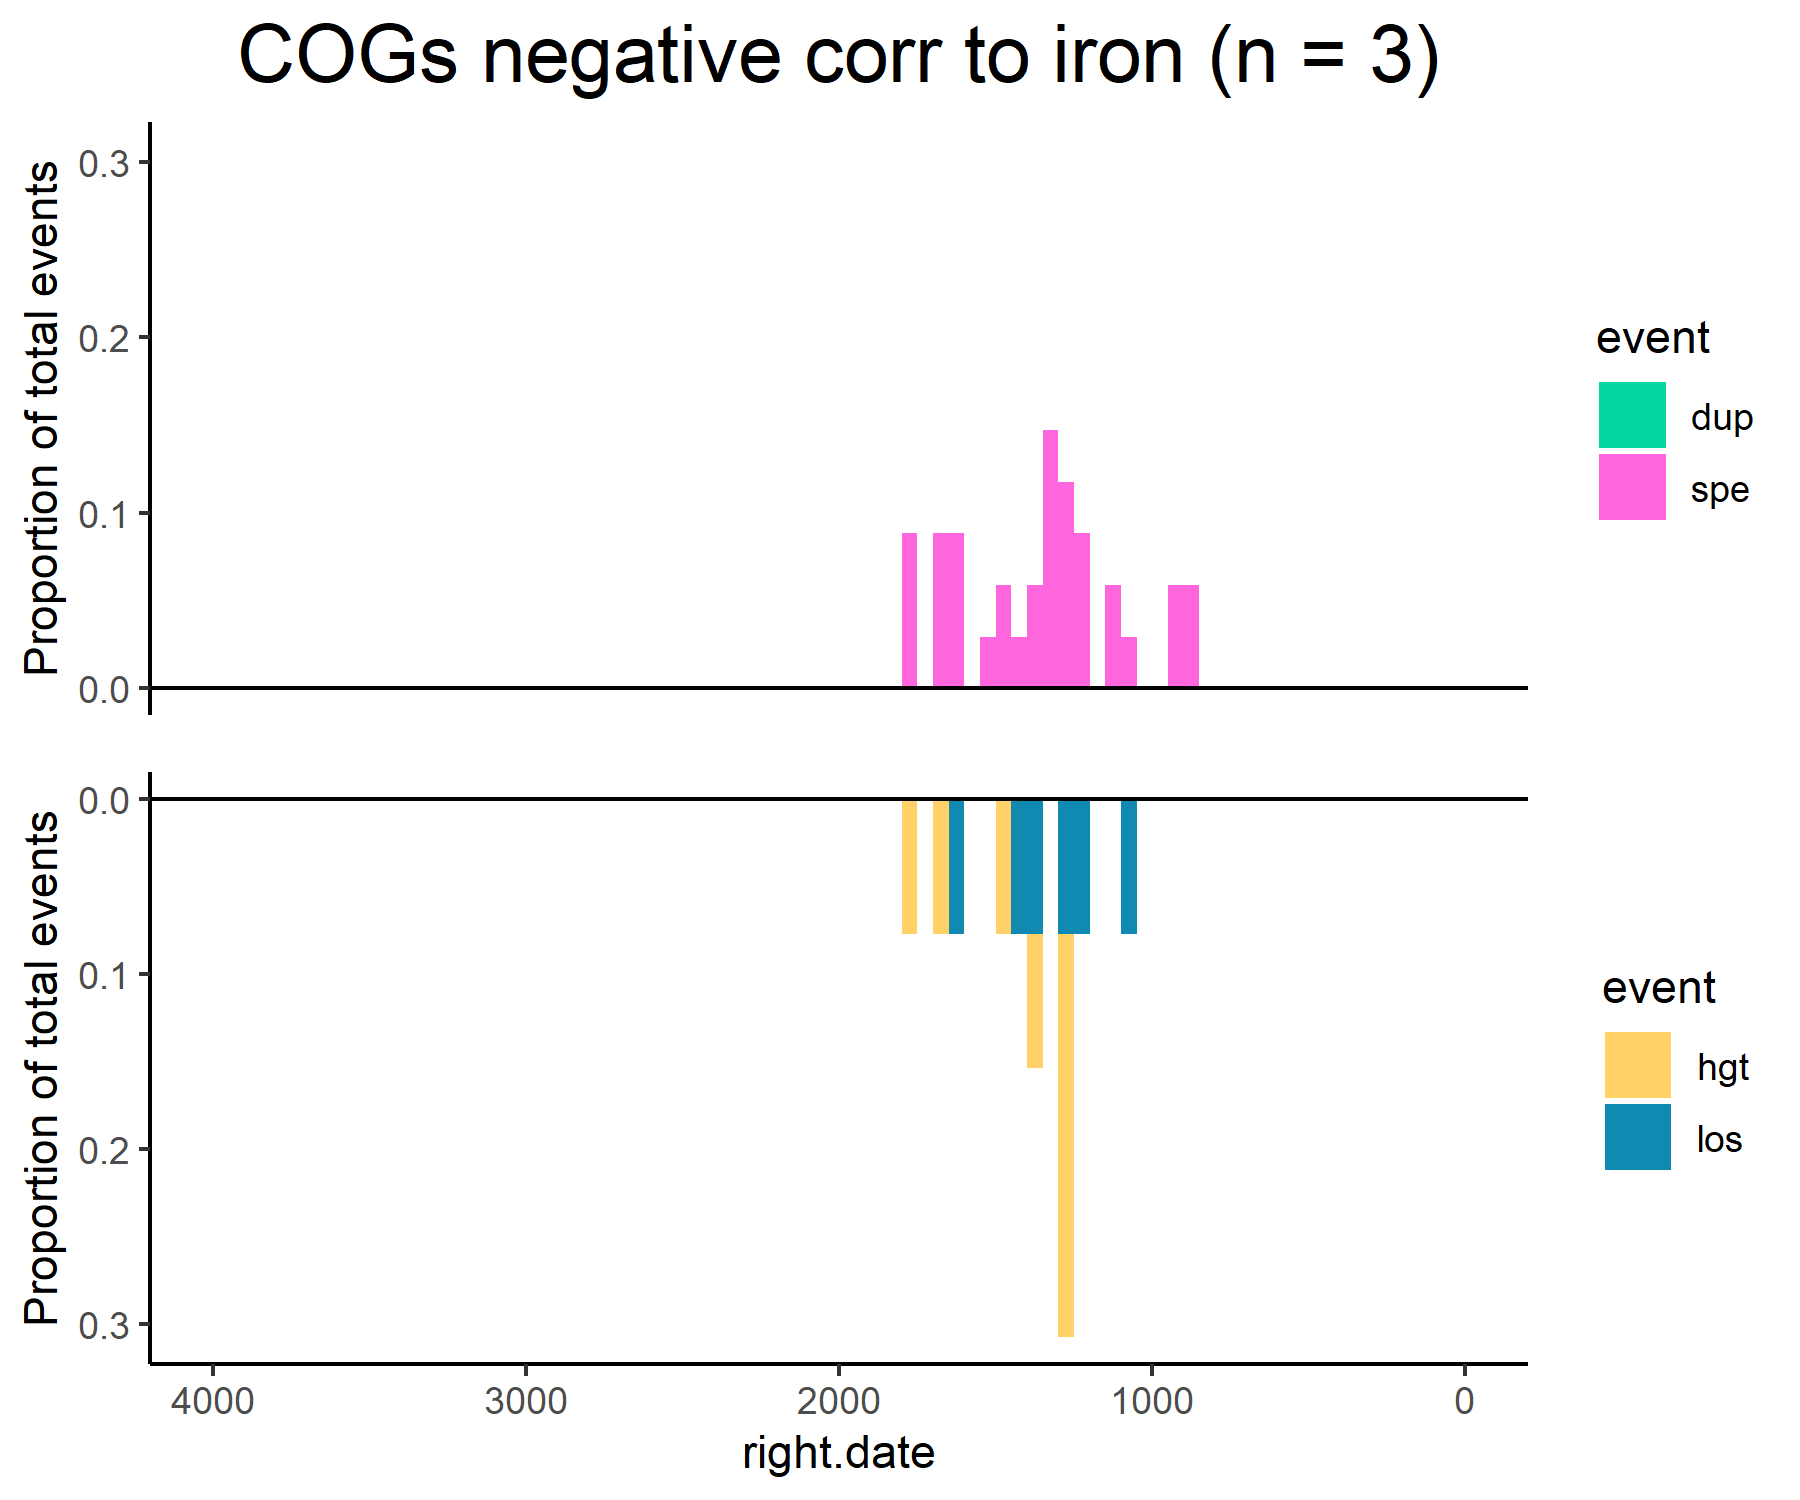 COGs negative corr to iron (n = 3)
Proportion of total events
0.3
0.2
0.1
0.0
event
dup
spe
Proportion of total events
0.0
0.1
0.2
0.3
event
hgt
los
4000 3000 2000 1000 0
right.date